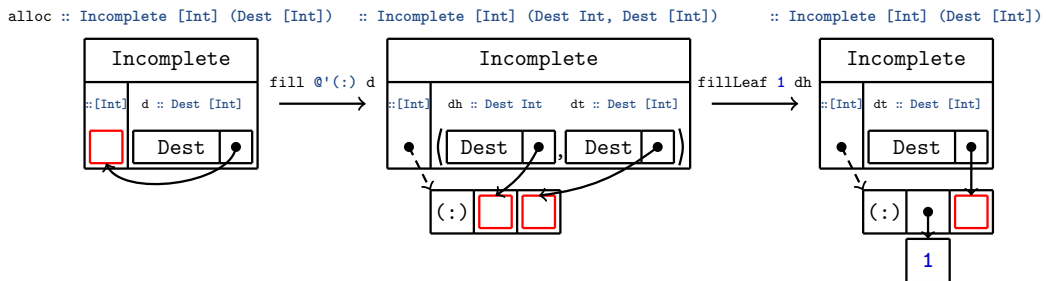 alloc :: Incomplete [Int] (Dest [Int]) :: Incomplete [Int] (Dest Int, Dest [Int]) :: Incomplete [Int] (Dest [Int])
Incomplete
::[Int] d :: Dest [Int]
Dest
fill @'(:) d
Incomplete
::[Int] dh :: Dest Int dt :: Dest [Int]
(Dest , Dest )
(:)
fillLeaf 1 dh
Incomplete
::[Int] dt :: Dest [Int]
Dest
(:)
1